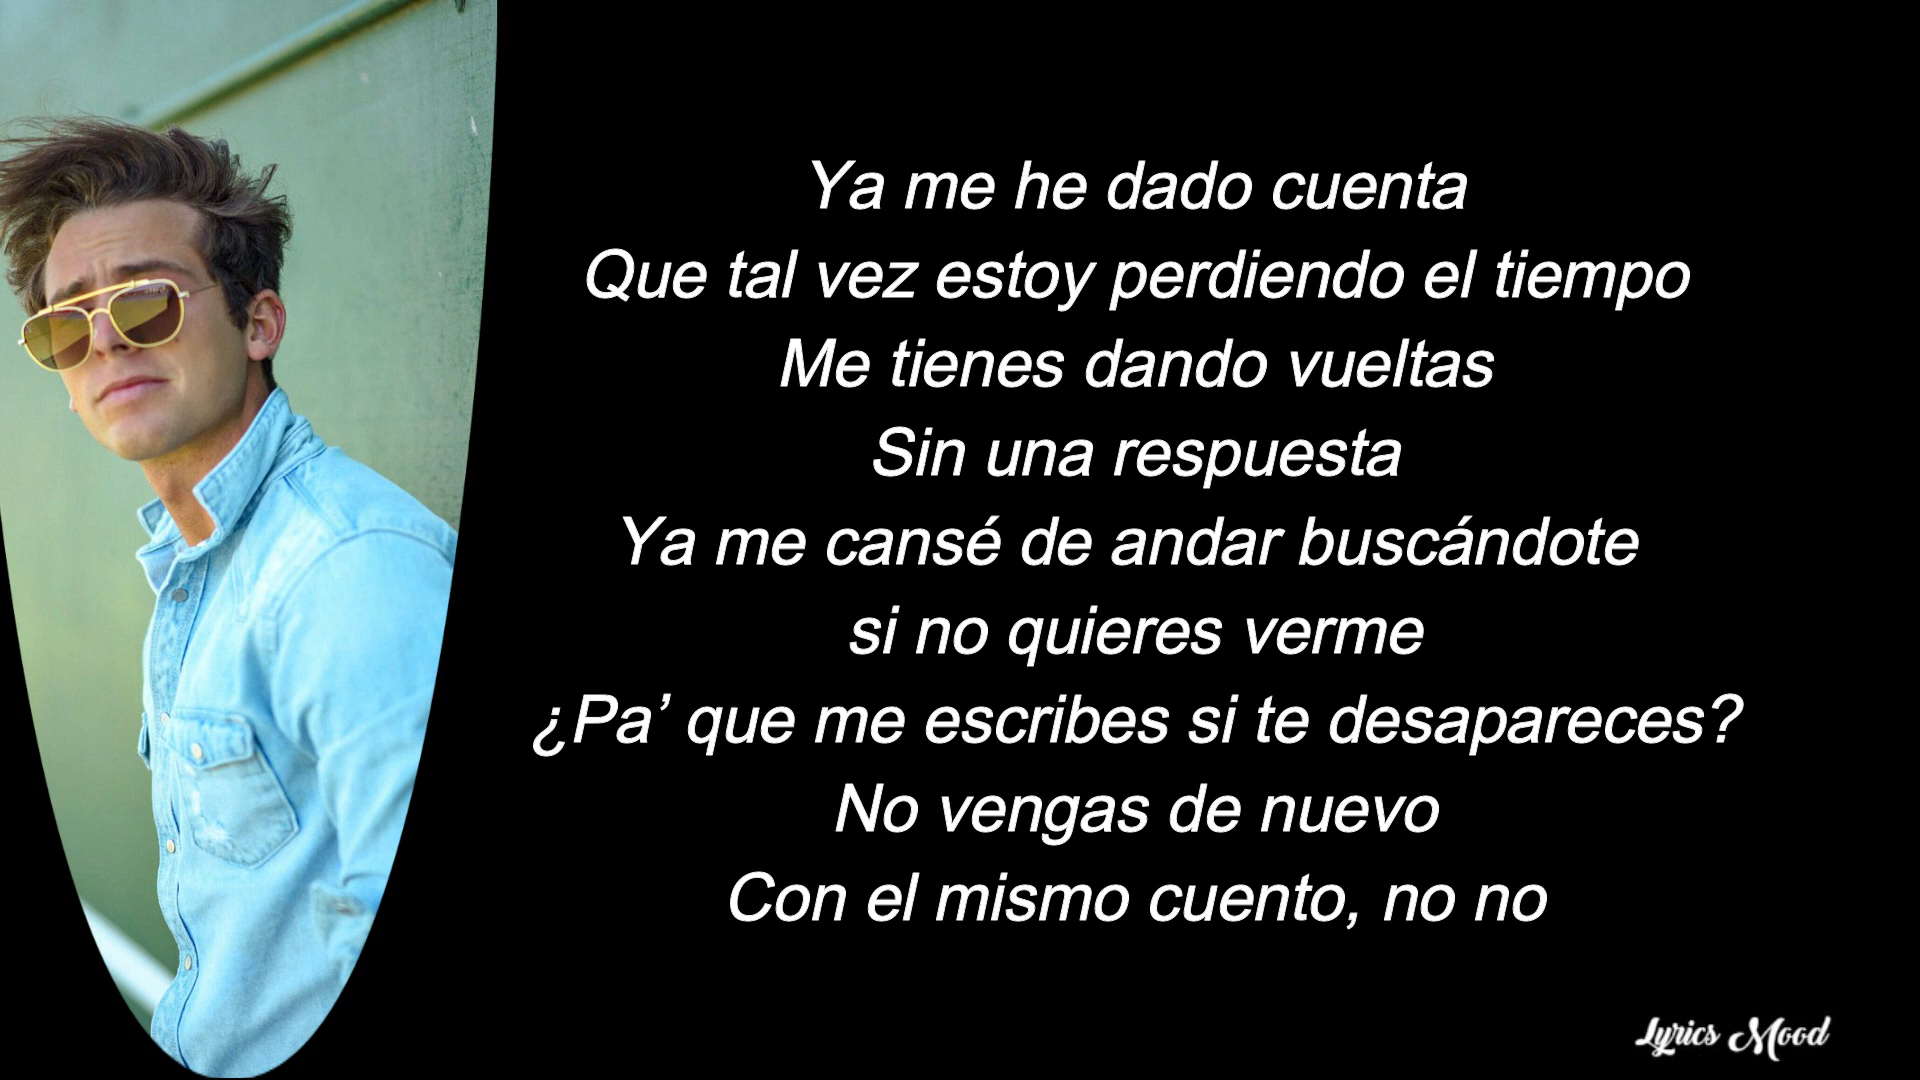 Ya me he dado cuenta
Que tal vez estoy perdiendo el tiempo
Me tienes dando vueltas
Sin una respuesta
Ya me cansé de andar buscándote
si no quieres verme
¿Pa’ que me escribes si te desapareces?
No vengas de nuevo
Con el mismo cuento, no no
Lyrics Mood